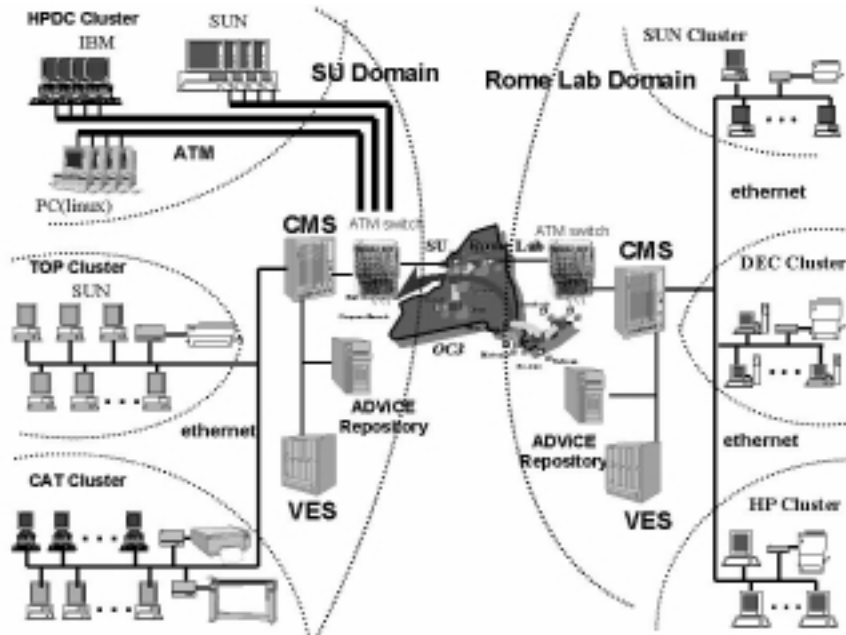 HPDC Cluster
IBM
SUN
SU Domain
ATM
PC(linux)
Rome Lab Domain
SUN Cluster
ethernet
CMS
ATM switch
SU
Rome Lab
ATM switch
CMS
TOP Cluster
SUN
DEC Cluster
OC3
ethernet
ADViCE
Repository
ADViCE
Repository
ethernet
CAT Cluster
VES
VES
HP Cluster